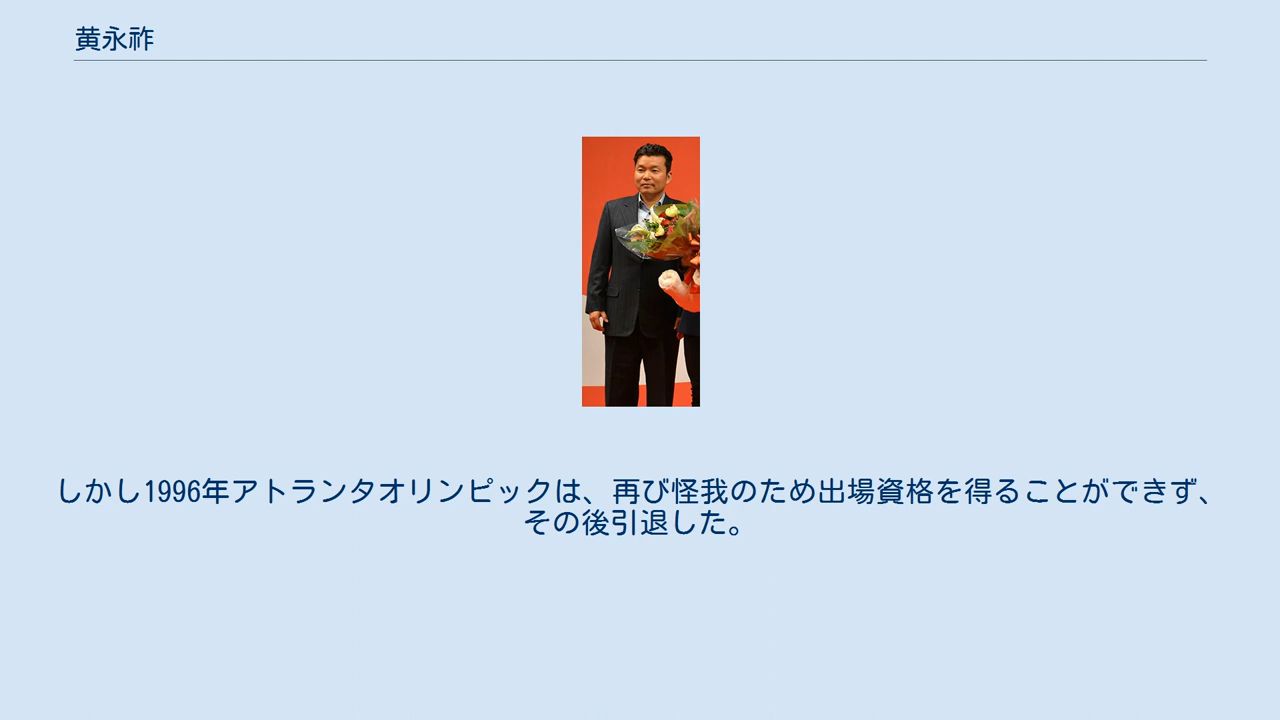 黄永祚
しかし1996年アトランタオリンピックは、再び怪我のため出場資格を得ることができず、
その後引退した。